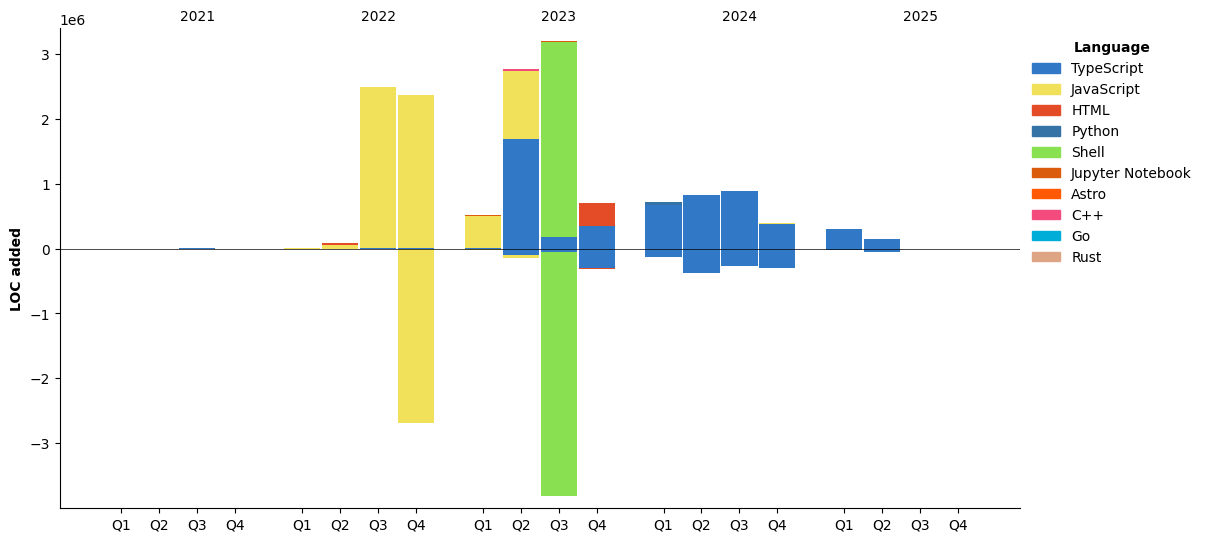 1e6
2021 2022 2023 2024 2025
3
2
1
0
−1
−2
−3
LOC added
Q1 Q2 Q3 Q4 Q1 Q2 Q3 Q4 Q1 Q2 Q3 Q4 Q1 Q2 Q3 Q4 Q1 Q2 Q3 Q4
Language
TypeScript
JavaScript
HTML
Python
Shell
Jupyter Notebook
Astro
C++
Go
Rust